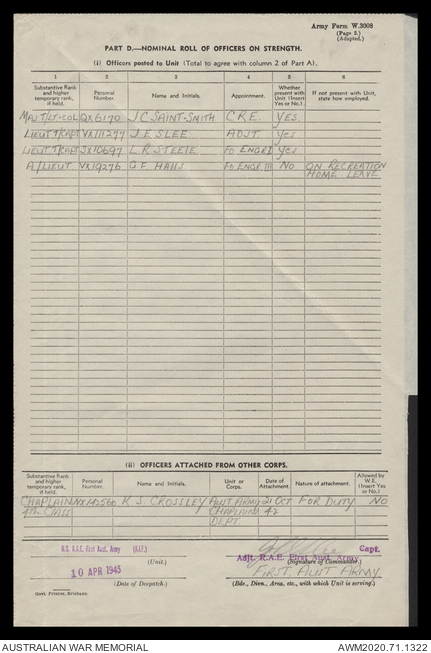 Army Form W.3008
(Page 2.)
(Adapted.)
PART D.—NOMINAL ROLL OF OFFICERS ON STRENGTH.
(i) Officers posted to Unit (Total to agree with column 2 of Part A).
1 2 3 4 5 6
Substantive Rank and higher temporary rank, if held. Personal Number. Name and Initials. Appointment. Whether present with Unit (Insert Yes or No.) If not present with Unit, state how employed.
MAJ T/LT-COL QX6170 J C SAINT-SMITH C.R.E. YES.
LIEUT T/CAPT VX111277 J E SLEE ADJT yes
LIEUT T/CAPT SX10697 L. R STEELE FD ENGR I yes
A/LIEUT VX19276 G F HALLS FD ENGR III NO ON RECREATION
HOME LEAVE
(ii) OFFICERS ATTACHED FROM OTHER CORPS.
Substantive Rank and higher temporary rank, if held. Personal Number. Name and Initials. Unit or Corps. Date of Attachment. Nature of attachment. Allowed by W.E. (Insert Yes or No.)
CHAPLAIN NX142560 K S CROSSLEY AUST ARMY 21 OCT FOR DUTY NO
4TH CLASS CHAPLAINS 42
DEPT.
H.Q. R.A.E. First Aust. Army (A.I.F.)
(Unit.)
10 APR 1945
(Date of Despatch.)
Capt.
Adjt. R.A.E. First Aust. Army
(Signature of Commander.)
FIRST AUST ARMY
(Bde., Divn., Area, etc., with which Unit is serving.)
Govt. Printer, Brisbane.
AUSTRALIAN WAR MEMORIAL
AWM2020.71.1322